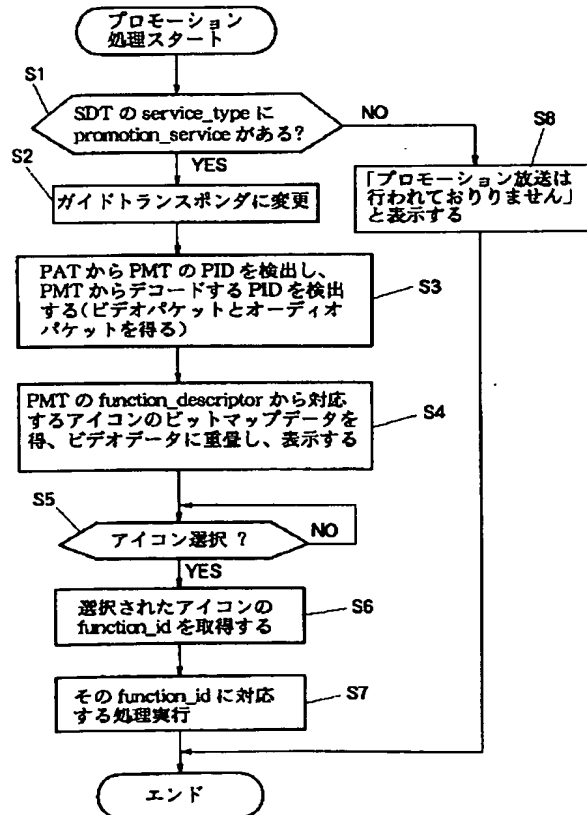 プロモーション
処理スタート
S1
SDT の service_type に
promotion_service がある?
NO
S8
S2
YES
「プロモーション放送は
行われておりりません」
と表示する
ガイドトランスポンダに変更
PAT から PMT の PID を検出し、
PMT からデコードする PID を検出
する(ビデオパケットとオーディオ
パケットを得る)
S3
PMT の function_descriptor から対応
するアイコンのビットマップデータを
得、ビデオデータに重畳し、表示する
S4
S5
アイコン選択 ?
NO
YES
選択されたアイコンの
function_id を取得する
S6
その function_id に対応
する処理実行
S7
エンド